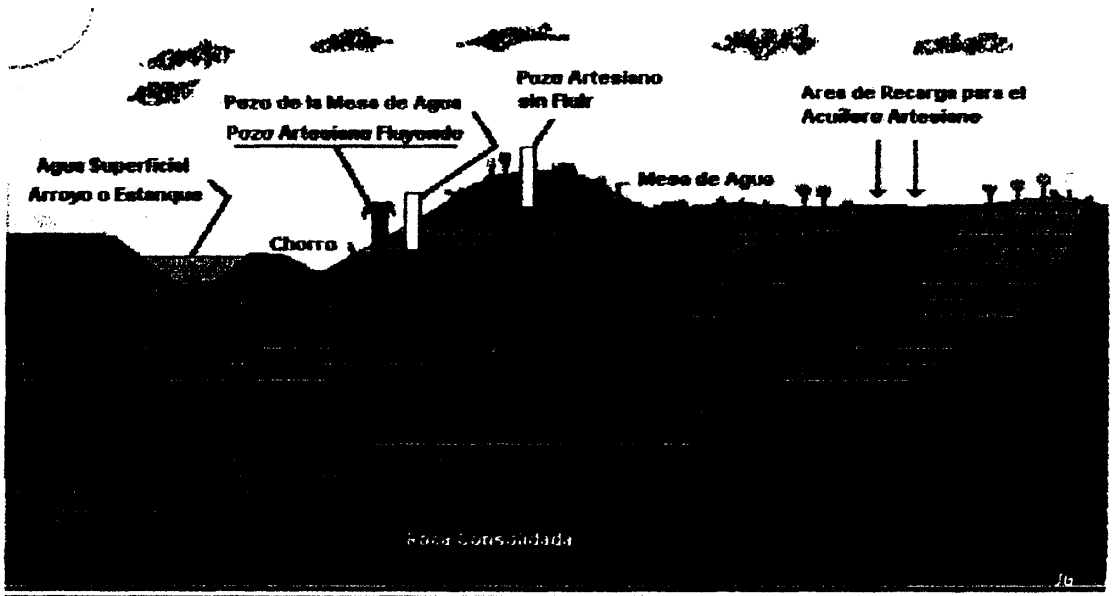 Pozo Artesiano
sin Fluir
Pozo de la Mesa de Agua
Pozo Artesiano Fluyendo
Area de Recarga para el
Acuifero Artesiano
Agua Superficial
Arroyo o Estanque
Mesa de Agua
Chorro
Roca Consolidada